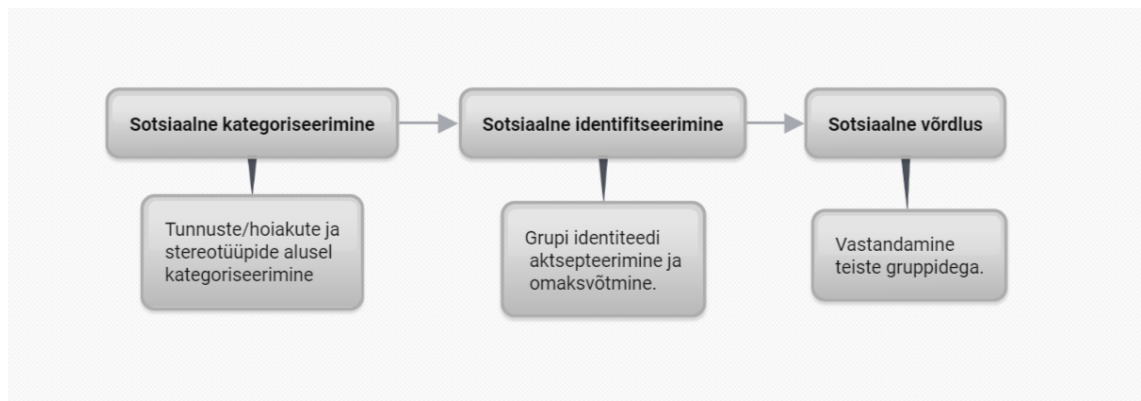 Sotsiaalne kategoriseerimine
Sotsiaalne identifitseerimine
Sotsiaalne võrdlus
Tunnuste/hoiakute ja
stereotüüpide alusel
kategoriseerimine
Grupi identiteedi
aktsepteerimine ja
omaksvõtmine.
Vastandamine
teiste gruppidega.